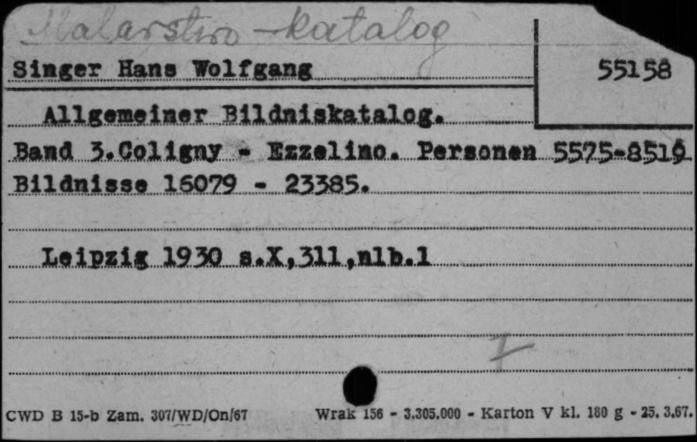 Malarstwo - katalog
Singer Hans Wolfgang 55158
Allgemeiner Bildniskatalog.
Band 3.Coligny - Ezzelino. Personen 5575-8519
Bildnisse 16079 - 23385.
Leipzig 1930 s.X,311,nlb.1
7
CWD B 15-b Zam. 307/WD/On/67 Wrak 156 - 3,305.000 - Karton V kl. 180 g - 25.3.67.